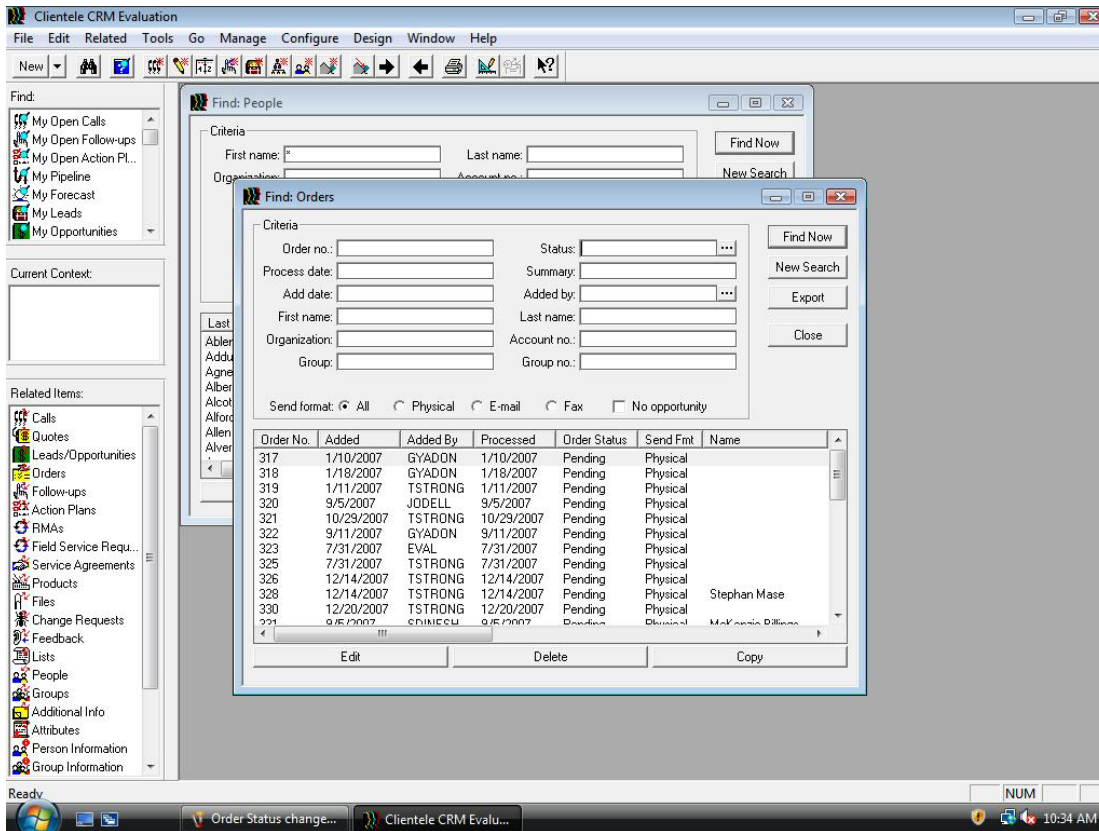 Clientele CRM Evaluation
File Edit Related Tools Go Manage Configure Design Window Help
New
Find:
My Open Calls
My Open Follow-ups
My Open Action Pl...
My Pipeline
My Forecast
My Leads
My Opportunities
Current Context:
Related Items:
Calls
Quotes
Leads/Opportunities
Orders
Follow-ups
Action Plans
RMAs
Field Service Requ...
Service Agreements
Products
Files
Change Requests
Feedback
Lists
People
Groups
Additional Info
Attributes
Person Information
Group Information
Find: People
Criteria
First name: * Last name:
Find Now
New Search
Last
Agne
Alber
Alcot
Allen
Find: Orders
Criteria
Order no.: Status: ...
Process date: Summary:
Add date: Added by: ...
First name: Last name:
Organization: Account no.:
Group: Group no.:
Send format: All Physical E-mail Fax No opportunity
Find Now
New Search
Export
Close
Order No. Added Added By Processed Order Status Send Fmt Name
317 1/10/2007 GYADON 1/10/2007 Pending Physical
318 1/18/2007 GYADON 1/18/2007 Pending Physical
319 1/11/2007 TSTRONG 1/11/2007 Pending Physical
320 9/5/2007 JODELL 9/5/2007 Pending Physical
321 10/29/2007 TSTRONG 10/29/2007 Pending Physical
322 9/11/2007 GYADON 9/11/2007 Pending Physical
323 7/31/2007 EVAL 7/31/2007 Pending Physical
325 7/31/2007 TSTRONG 7/31/2007 Pending Physical
326 12/14/2007 TSTRONG 12/14/2007 Pending Physical
328 12/14/2007 TSTRONG 12/14/2007 Pending Physical Stephan Mase
330 12/20/2007 TSTRONG 12/20/2007 Pending Physical
Edit Delete Copy
Ready NUM
Order Status change... Clientele CRM Evalu... 10:34 AM